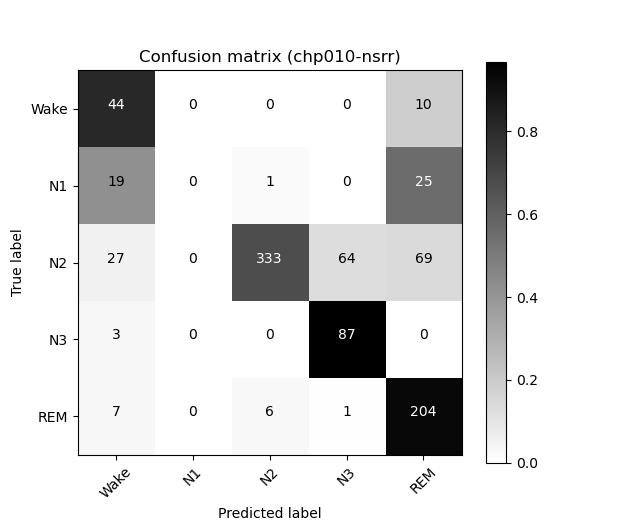 Confusion matrix (chp010-nsrr)
Wake 44 0 0 0 10
N1 19 0 1 0 25
N2 27 0 333 64 69
N3 3 0 0 87 0
REM 7 0 6 1 204
Wake N1 N2 N3 REM
Predicted label
True label
0.8
0.6
0.4
0.2
0.0